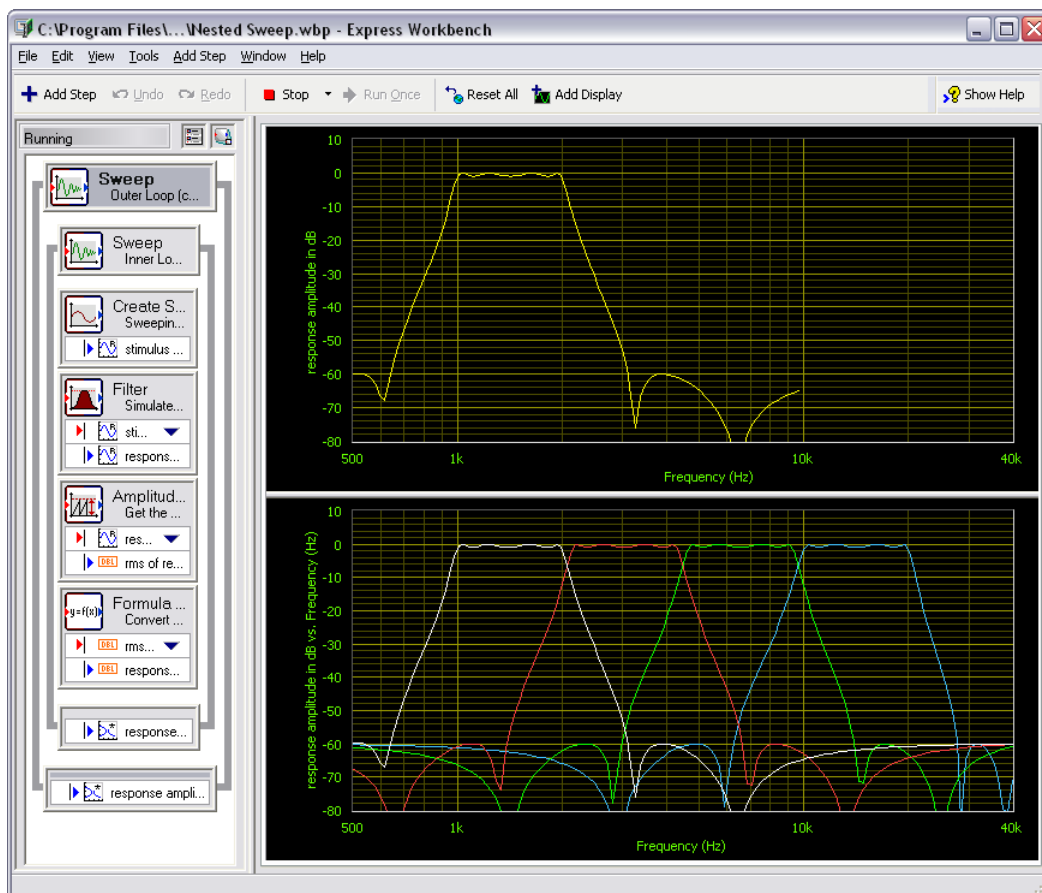 C:\Program Files\...\Nested Sweep.wbp - Express Workbench
File Edit View Tools Add Step Window Help
Add Step Undo Redo Stop Run Once Reset All Add Display Show Help
Running
Sweep
Outer Loop (c...
Sweep
Inner Lo...
Create S...
Sweepin...
stimulus ...
Filter
Simulate...
sti...
respons...
Amplitud...
Get the ...
res...
DBL rms of re...
y=f(x)
Formula ...
Convert ...
DBL rms...
DBL respons...
response...
response ampli...
response amplitude in dB
10
0
-10
-20
-30
-40
-50
-60
-70
-80
500 1k 10k 40k
Frequency (Hz)
response amplitude in dB vs. Frequency (Hz)
10
0
-10
-20
-30
-40
-50
-60
-70
-80
500 1k 10k 40k
Frequency (Hz)